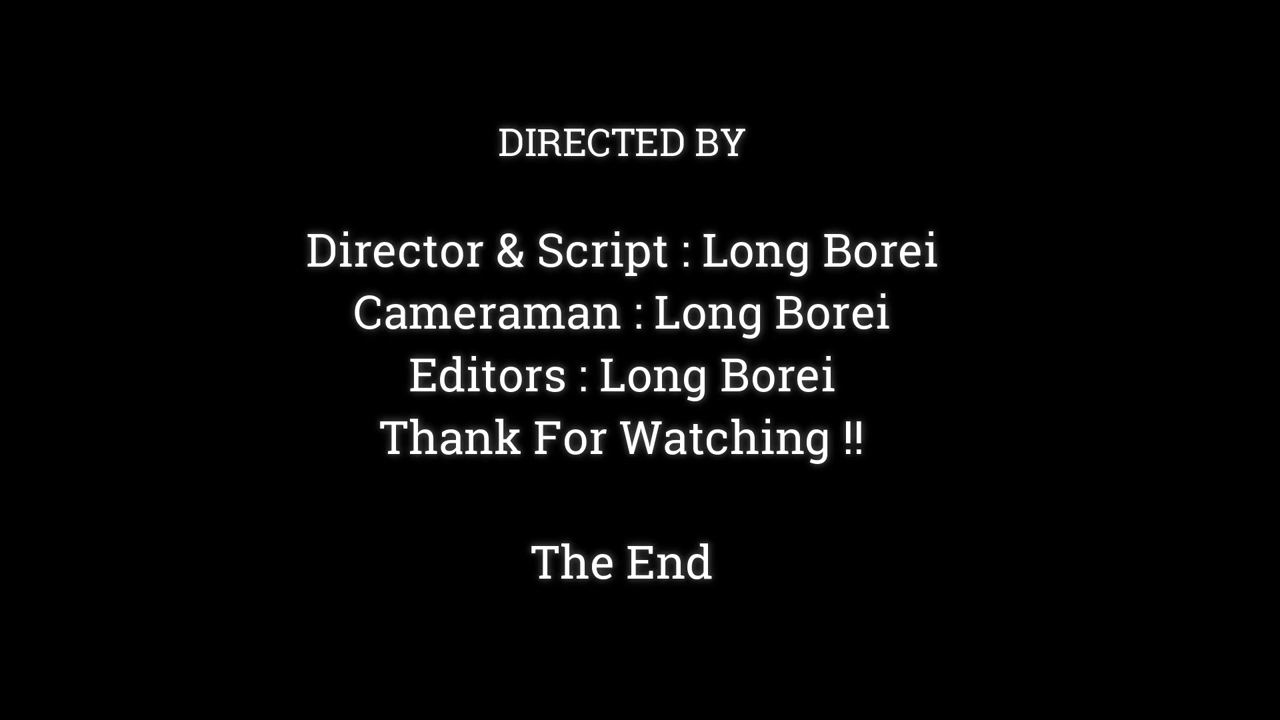 DIRECTED BY
Director & Script : Long Borei
Cameraman : Long Borei
Editors : Long Borei
Thank For Watching !!
The End